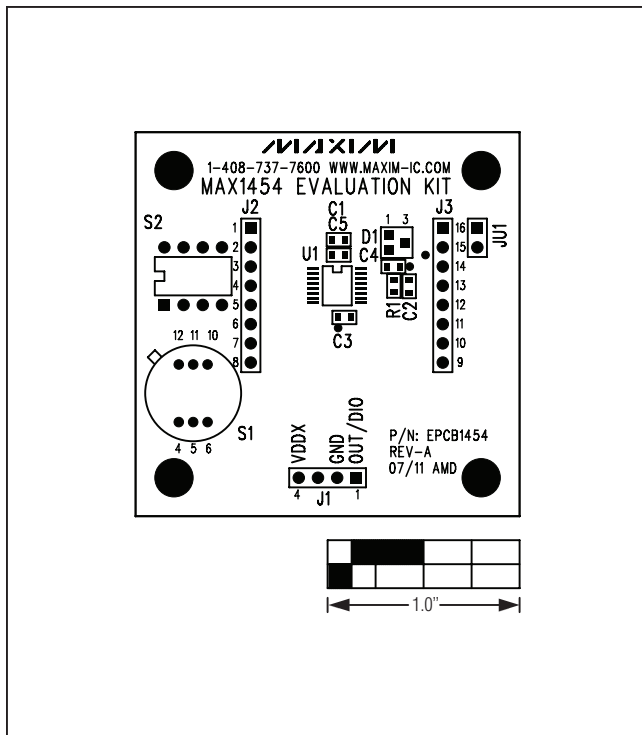 MAXIM
1-408-737-7600 WWW.MAXIM-IC.COM
MAX1454 EVALUATION KIT
S2
J2
1
2
3
4
5
6
7
8
C1
C5
U1
C3
1 3
D1
C4
R1
C2
J3
16
15
14
13
12
11
10
9
JU1
12 11 10
4 5 6
S1
VDDX
GND
OUT/DIO
4 1
J1
P/N: EPCB1454
REV-A
07/11 AMD
1.0"